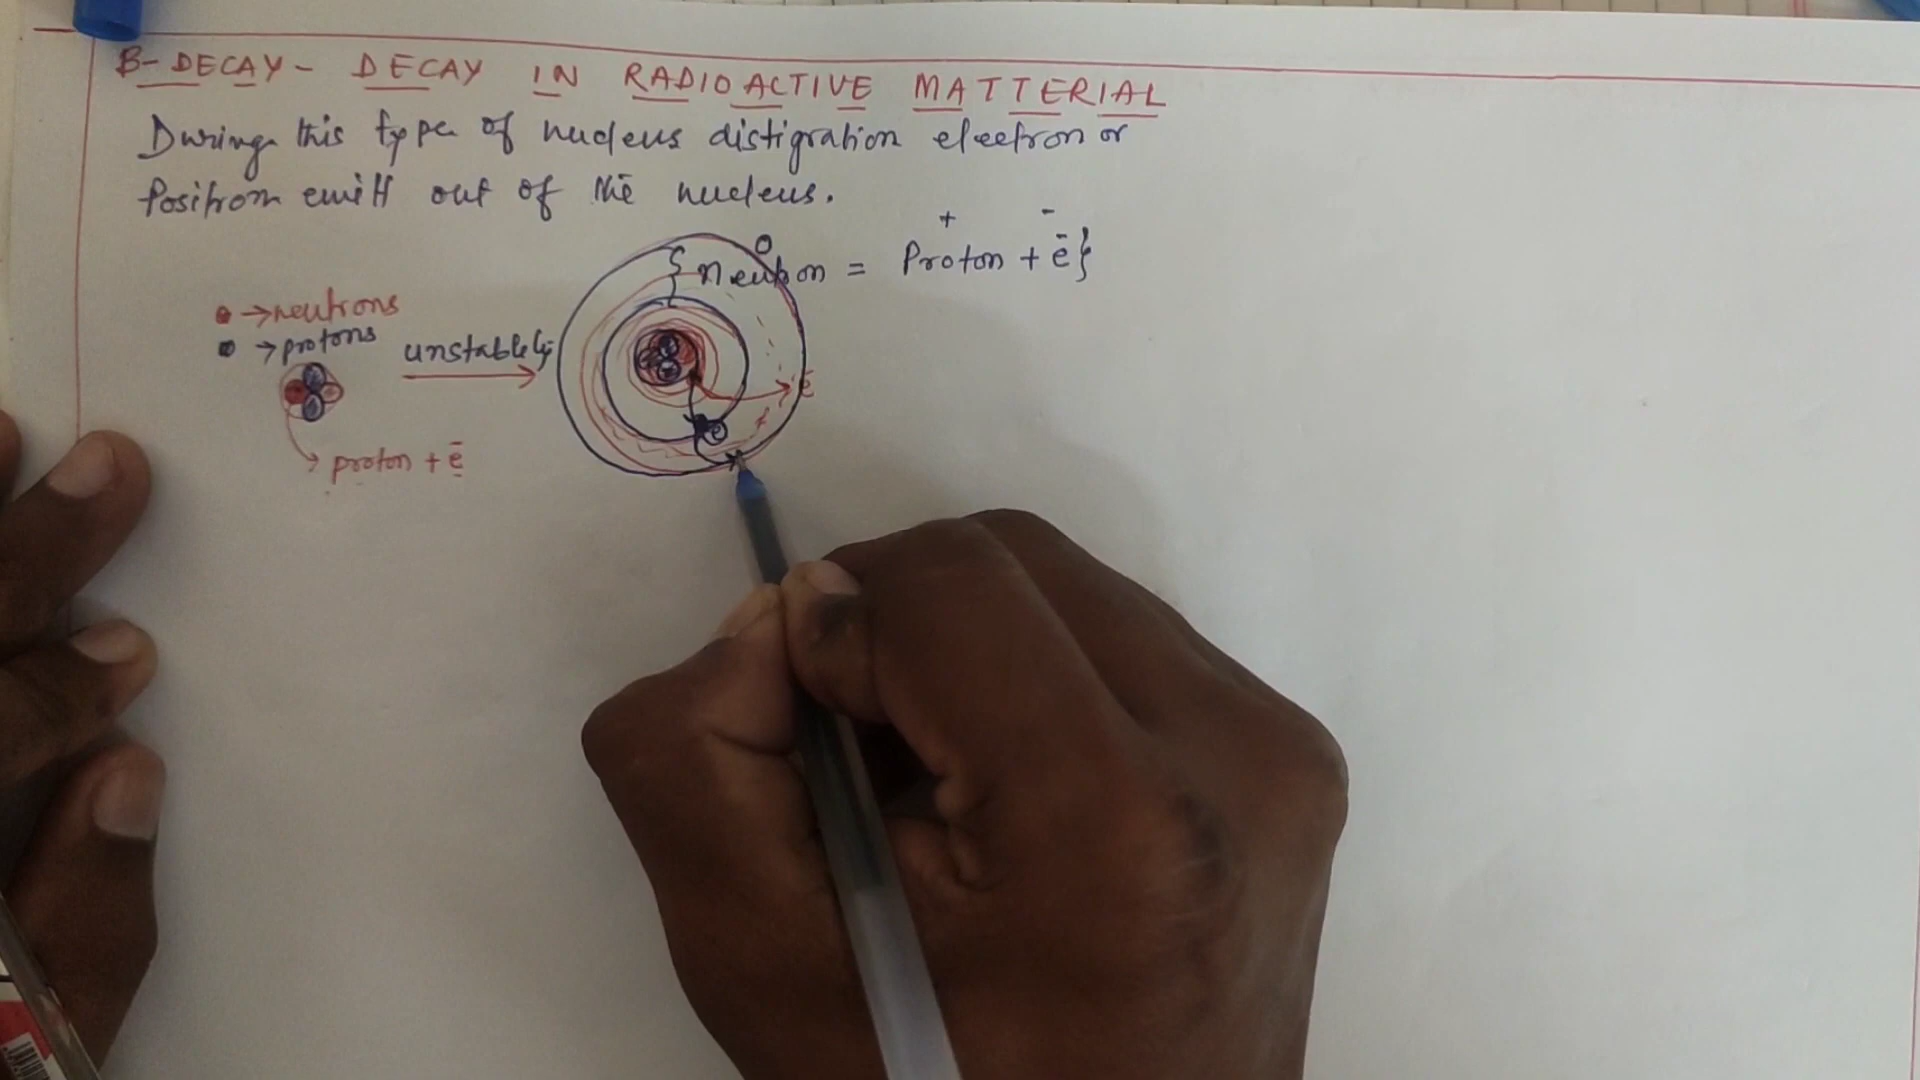 B-DECAY- DECAY IN RADIOACTIVE MATTERIAL
During this type of nucleus distigration electron or
Positron emitt out of the nucleus.
+ -
0
{ neutron = Proton + e̅ }
→neutrons
→protons
unstablely
e̅
e
proton + e̅